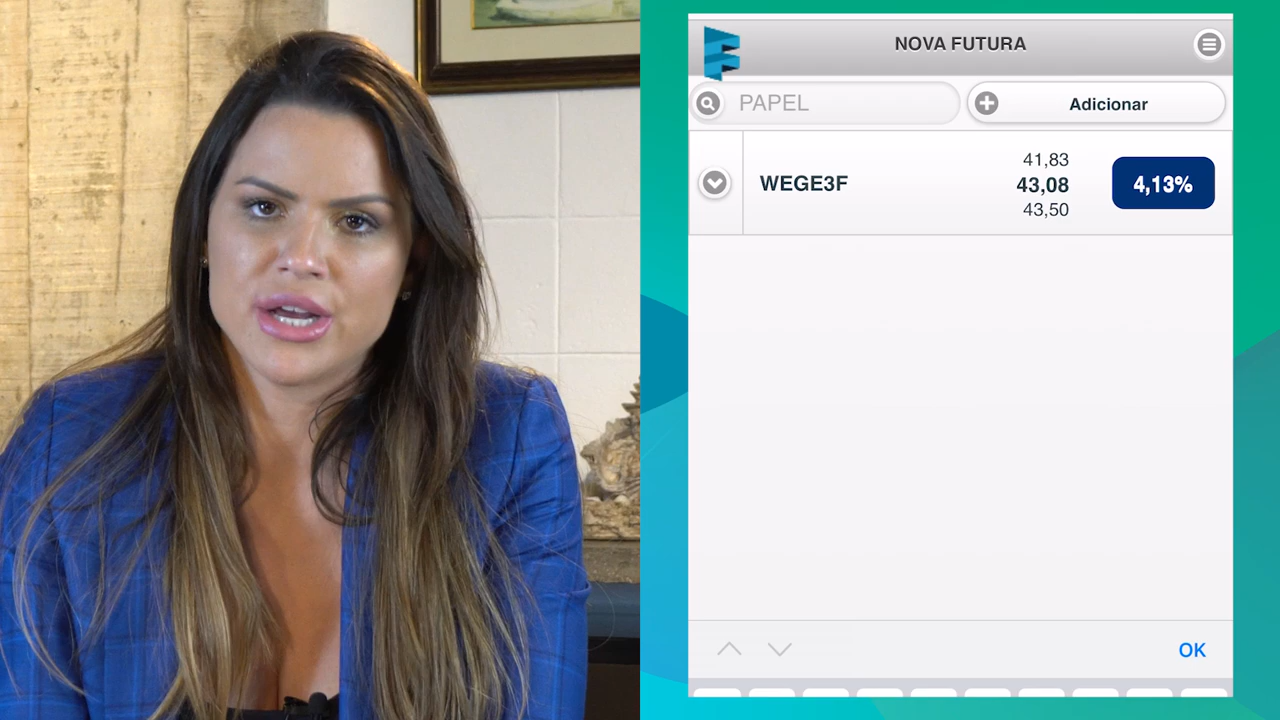 NOVA FUTURA
PAPEL
Adicionar
WEGE3F
41,83
43,08
43,50
4,13%
OK